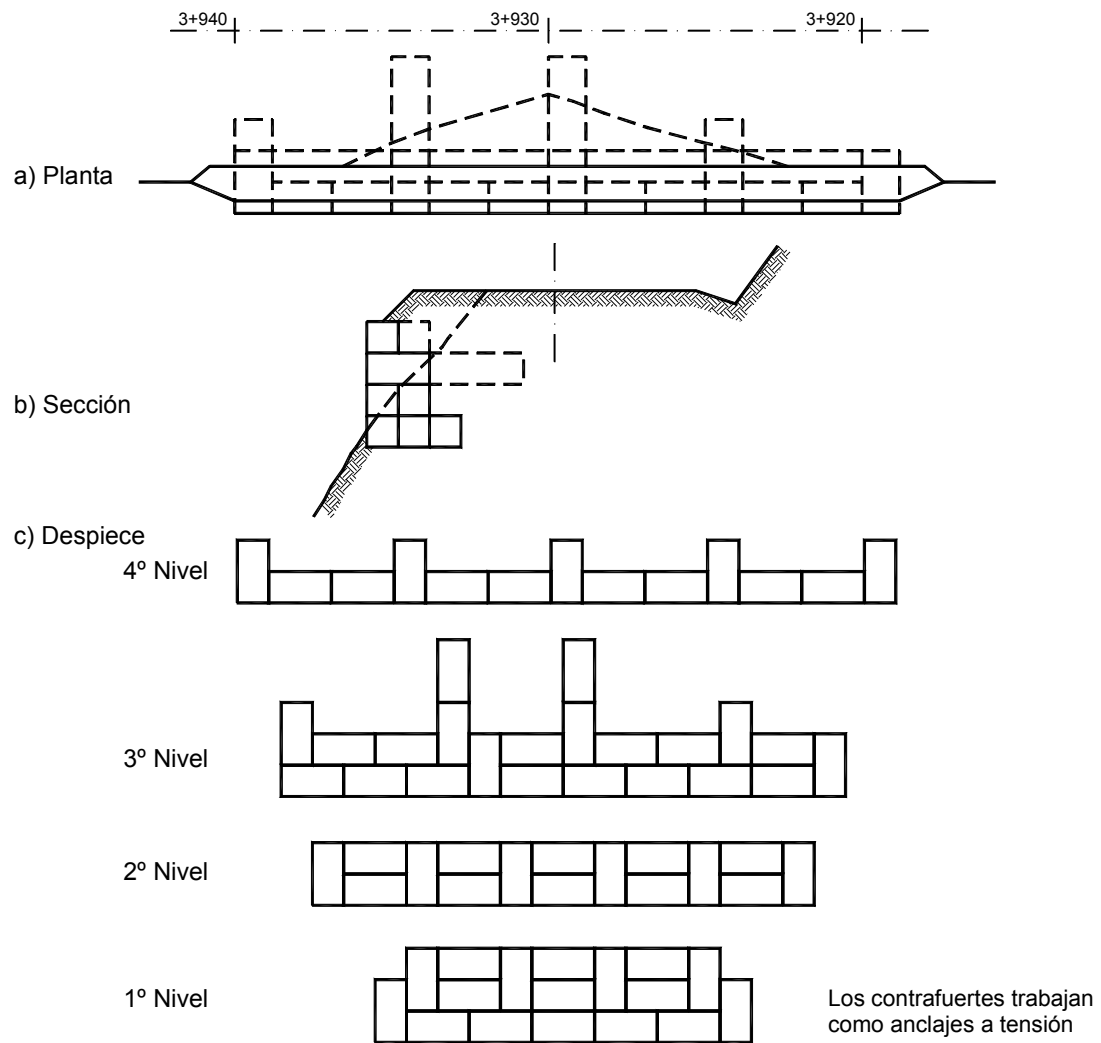 3+940
3+930
3+920
a) Planta
b) Sección
c) Despiece
4º Nivel
3º Nivel
2º Nivel
1º Nivel
Los contrafuertes trabajan
como anclajes a tensión